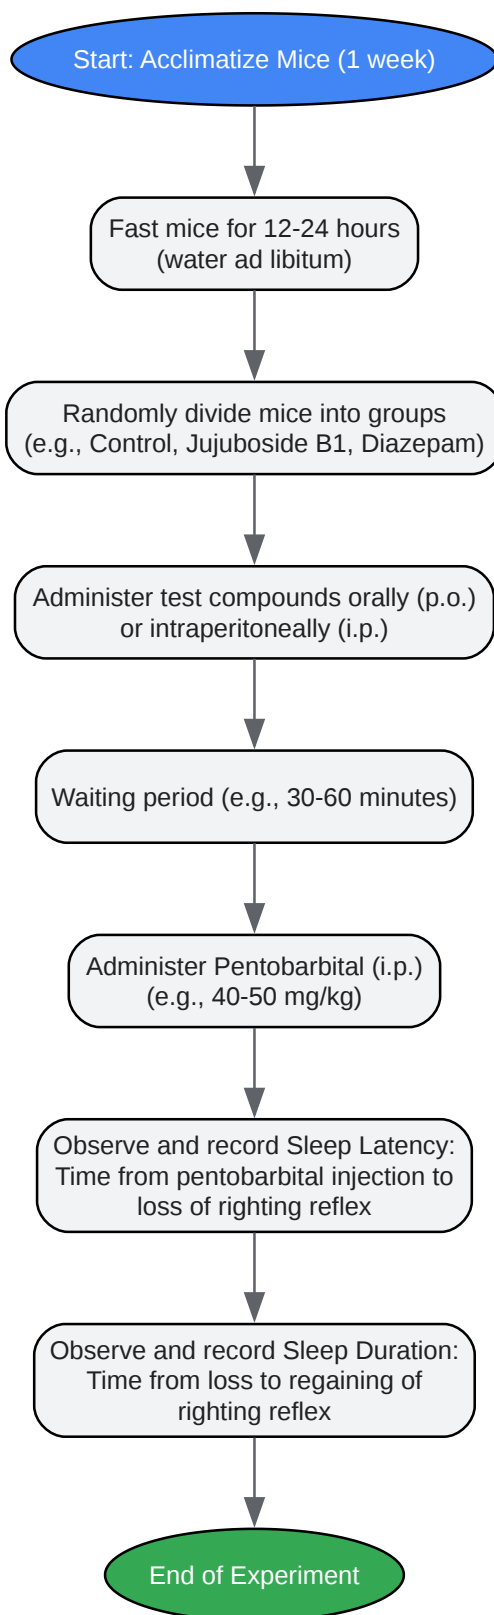 Start: Acclimatize Mice (1 week)
Fast mice for 12-24 hours
(water ad libitum)
Randomly divide mice into groups
(e.g., Control, Jujuboside B1, Diazepam)
Administer test compounds orally (p.o.)
or intraperitoneally (i.p.)
Waiting period (e.g., 30-60 minutes)
Administer Pentobarbital (i.p.)
(e.g., 40-50 mg/kg)
Observe and record Sleep Latency:
Time from pentobarbital injection to
loss of righting reflex
Observe and record Sleep Duration:
Time from loss to regaining of
righting reflex
End of Experiment